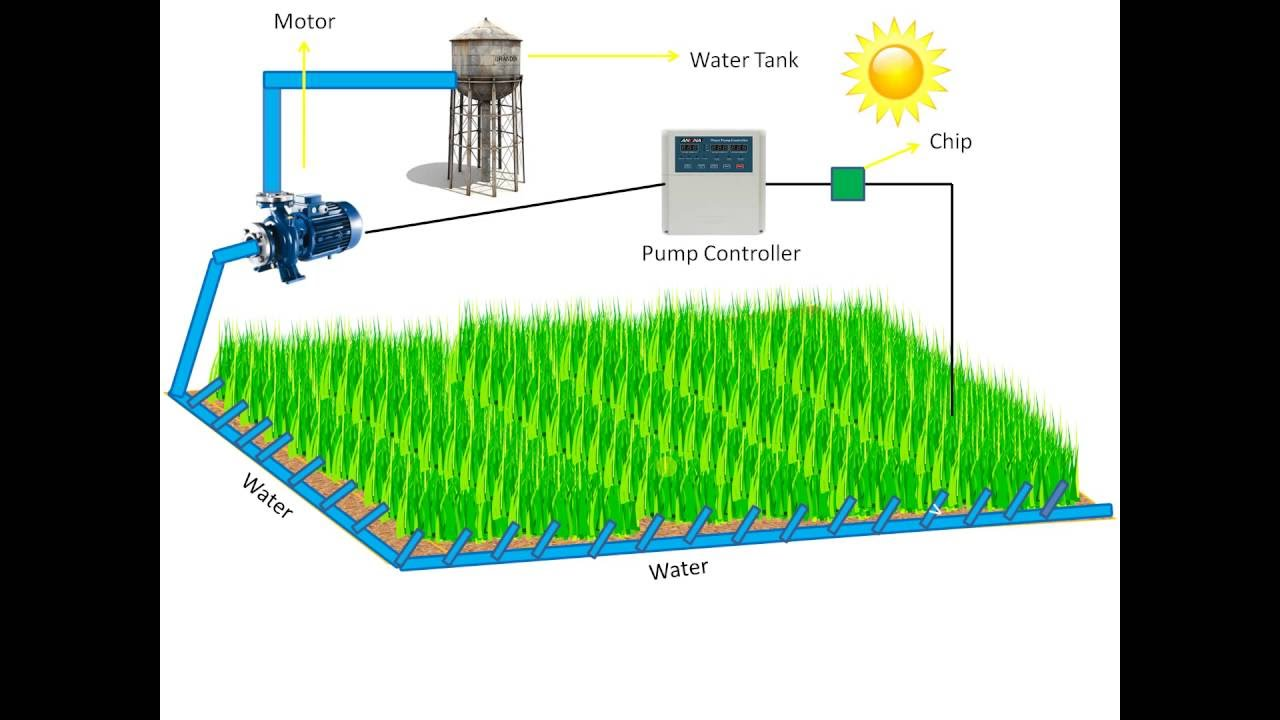 Motor
Water Tank
Chip
Pump Controller
Water
Water